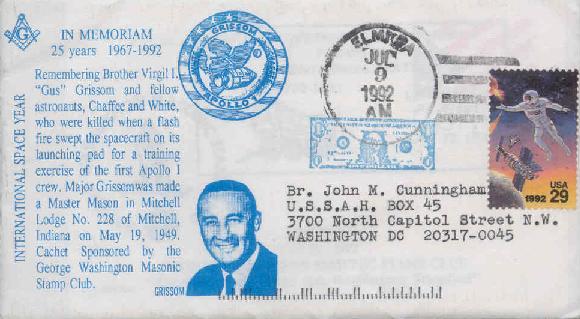 IN MEMORIAM
25 years 1967-1992
Remembering Brother Virgil I.
"Gus" Grissom and fellow
astronauts, Chaffee and White,
who were killed when a flash
fire swept the spacecraft on its
launching pad for a training
exercise of the first Apollo I
crew. Major Grissom was made
a Master Mason in Mitchell
Lodge No. 228 of Mitchell,
Indiana on May 19, 1949.
Cachet Sponsored by the
George Washington Masonic
Stamp Club.
INTERNATIONAL SPACE YEAR
GRISSOM
GRISSOM
APOLLO 1
JUL
9
1992
AM
ONE DOLLAR
USA
1992 29
Br. John M. Cunningham
U.S.S.A.H. BOX 45
3700 North Capitol Street N.W.
WASHINGTON DC 20317-0045